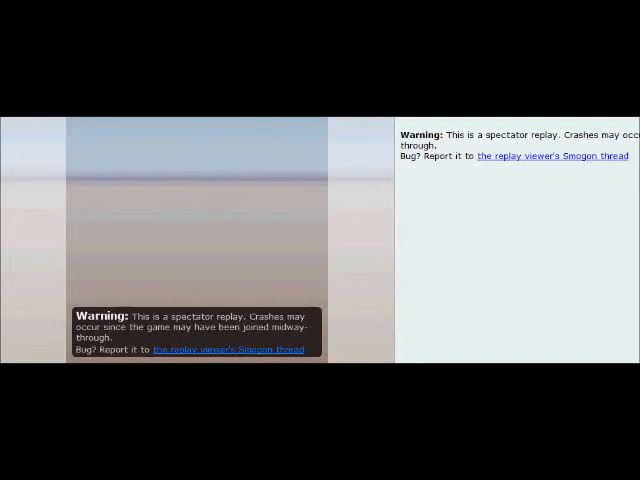 Warning: This is a spectator replay. Crashes may
occur since the game may have been joined midway-
through.
Bug? Report it to the replay viewer's Smogon thread
Warning: This is a spectator replay. Crashes may occ
through.
Bug? Report it to the replay viewer's Smogon thread